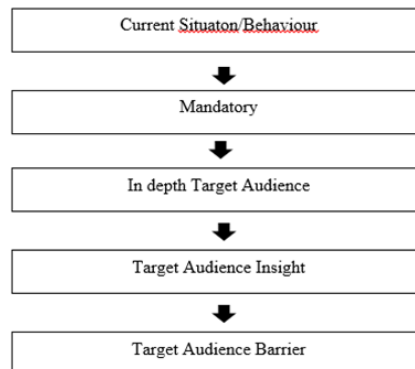 Current Situaton/Behaviour
Mandatory
In depth Target Audience
Target Audience Insight
Target Audience Barrier